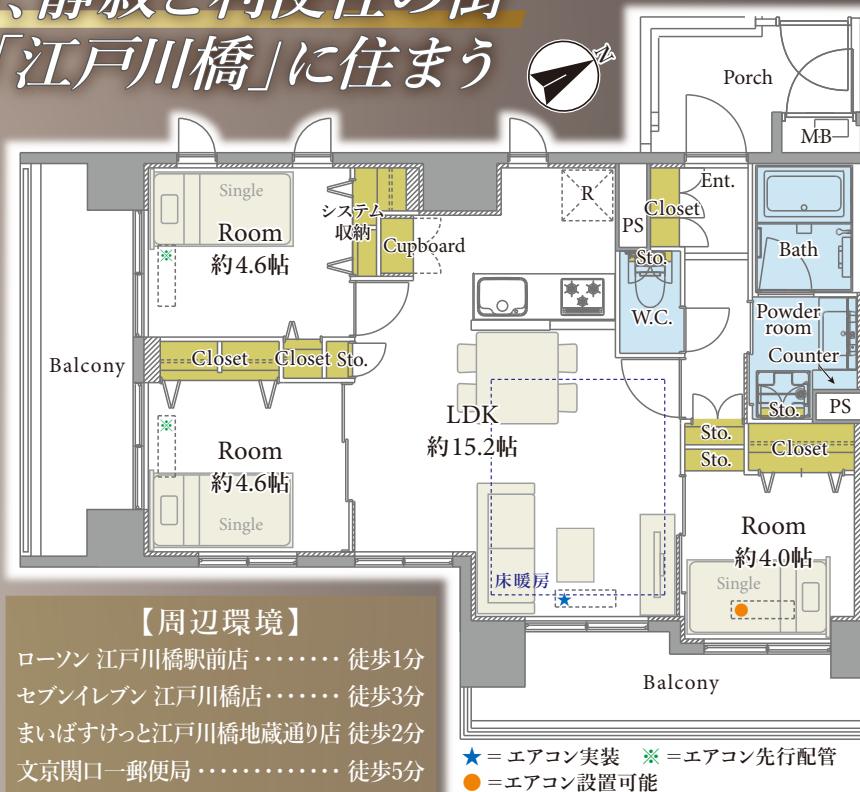 、静寂と利便性の街
「江戸川橋」に住まう
N
Porch
MB
Single
Room
約4.6帖
※
システム
収納
Cupboard
R
PS
Closet
Ent.
Sto.
W.C.
Bath
Powder
room
Counter
Sto.
PS
Balcony
Closet
Closet
Sto.
LDK
約15.2帖
※
Room
約4.6帖
Single
Sto.
Sto.
Closet
Room
約4.0帖
Single
床暖房
★
Balcony
【周辺環境】
ローソン 江戸川橋駅前店‥‥‥‥ 徒歩1分
セブンイレブン 江戸川橋店‥‥‥ 徒歩3分
まいばすけっと江戸川橋地蔵通り店 徒歩2分
文京関口一郵便局‥‥‥‥‥‥ 徒歩5分
★=エアコン実装 ※=エアコン先行配管
●=エアコン設置可能